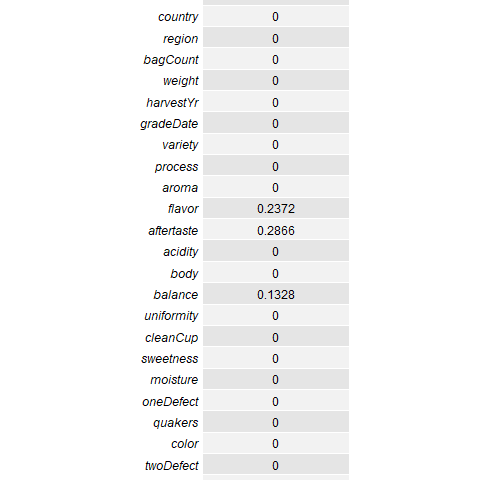 country 0
region 0
bagCount 0
weight 0
harvestYr 0
gradeDate 0
variety 0
process 0
aroma 0
flavor 0.2372
aftertaste 0.2866
acidity 0
body 0
balance 0.1328
uniformity 0
cleanCup 0
sweetness 0
moisture 0
oneDefect 0
quakers 0
color 0
twoDefect 0